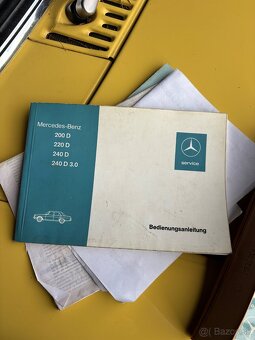 Mercedes-Benz
200 D
220 D
240 D
240 D 3.0
service
Bedienungsanleitung